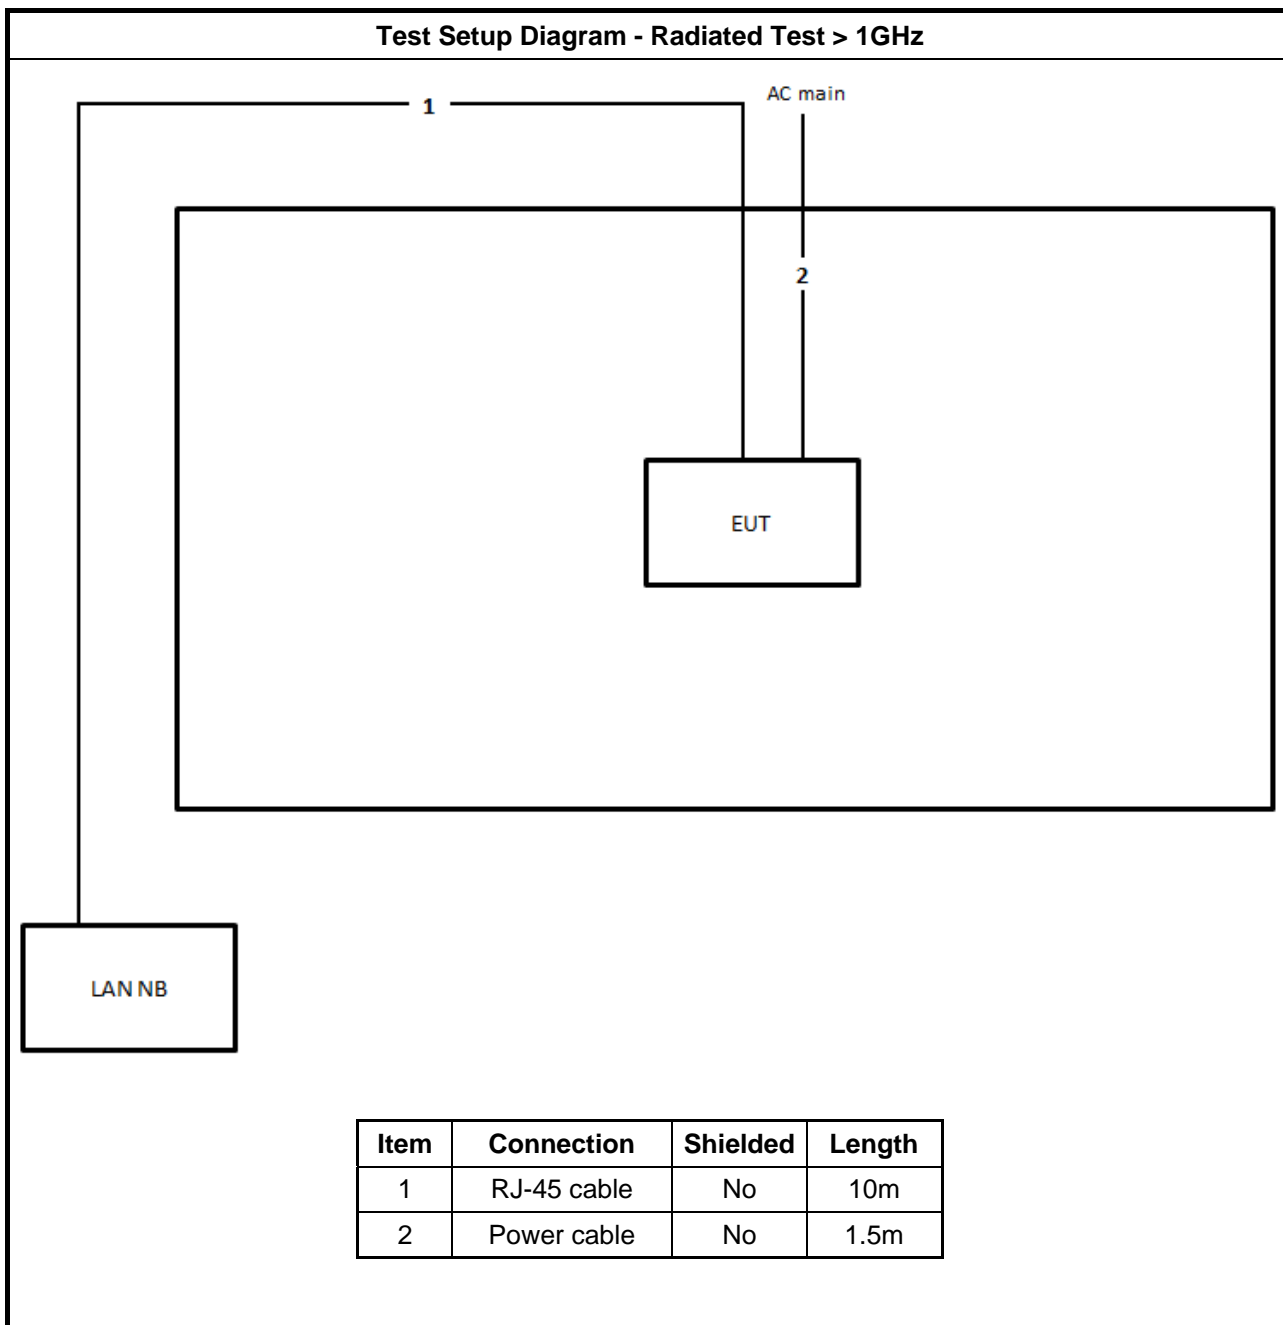 Test Setup Diagram - Radiated Test > 1GHz
AC main
1
2
EUT
LAN NB
Item Connection Shielded Length
1 RJ-45 cable No 10m
2 Power cable No 1.5m